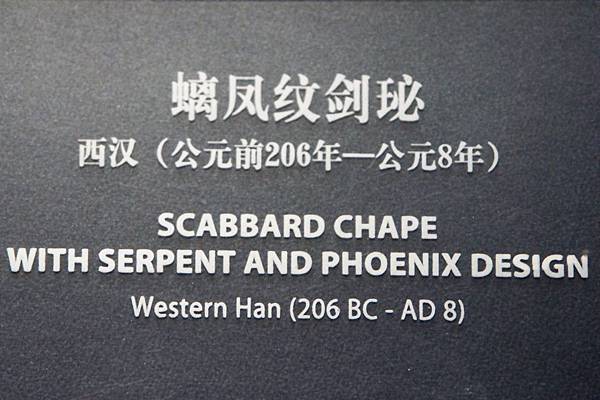 螭凤纹剑珌
西汉（公元前206年—公元8年）
SCABBARD CHAPE
WITH SERPENT AND PHOENIX DESIGN
Western Han (206 BC - AD 8)